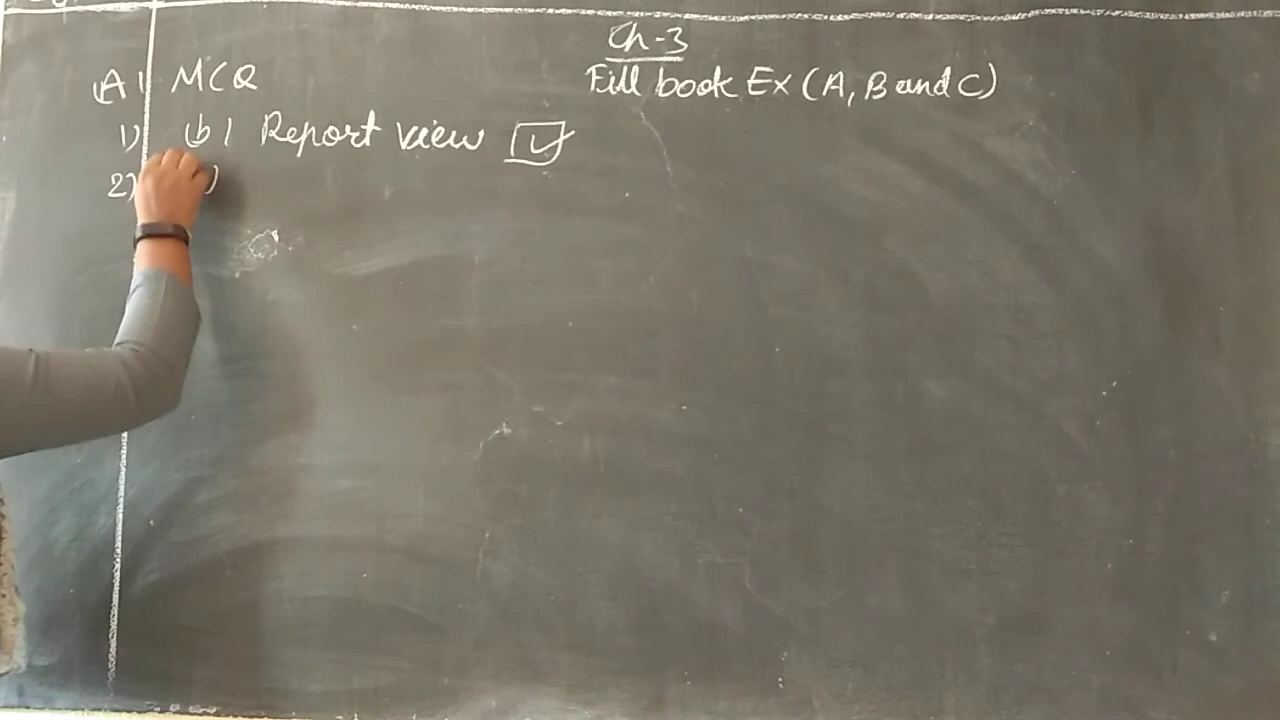 Ch-3
Fill book Ex (A, B and C)
(A) MCQ
1) (b) Report view
2)